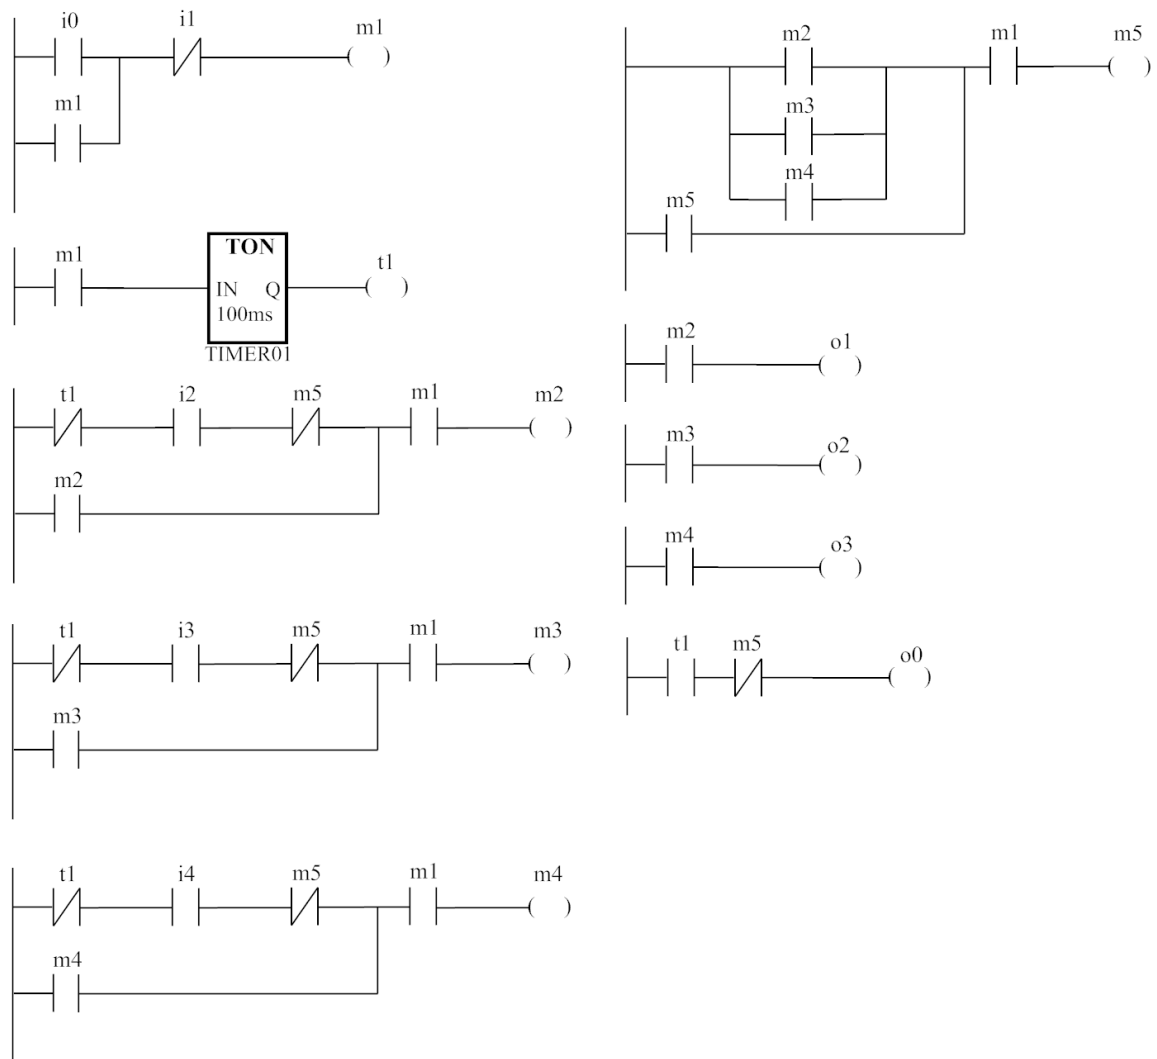 i0 i1 m1
m1
m1 TON t1
IN Q
100ms
TIMER01
t1 i2 m5 m1 m2
m2
t1 i3 m5 m1 m3
m3
t1 i4 m5 m1 m4
m4
m2 m1 m5
m3
m4
m5
m2 o1
m3 o2
m4 o3
t1 m5 o0